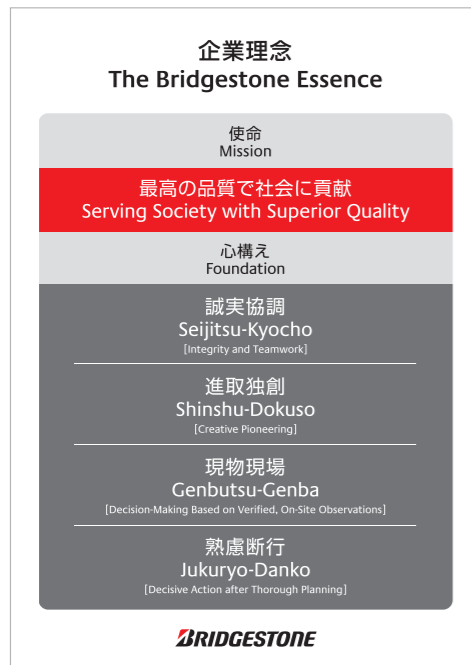 企業理念
The Bridgestone Essence
使命
Mission
最高の品質で社会に貢献
Serving Society with Superior Quality
心構え
Foundation
誠実協調
Seijitsu-Kyocho
[Integrity and Teamwork]
進取独創
Shinshu-Dokuso
[Creative Pioneering]
現物現場
Genbutsu-Genba
[Decision-Making Based on Verified, On-Site Observations]
熟慮断行
Jukuryo-Danko
[Decisive Action after Thorough Planning]
BRIDGESTONE